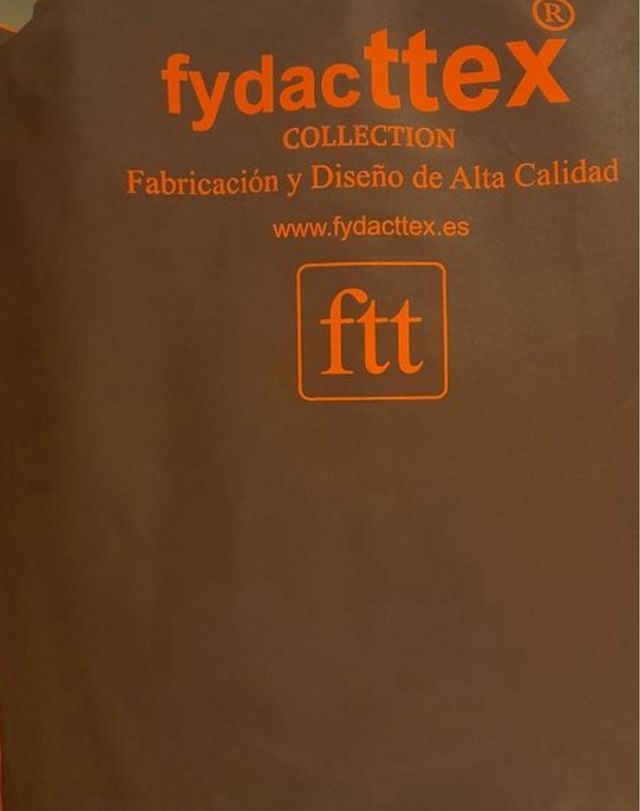 fydacttex®
COLLECTION
Fabricación y Diseño de Alta Calidad
www.fydacttex.es
ftt